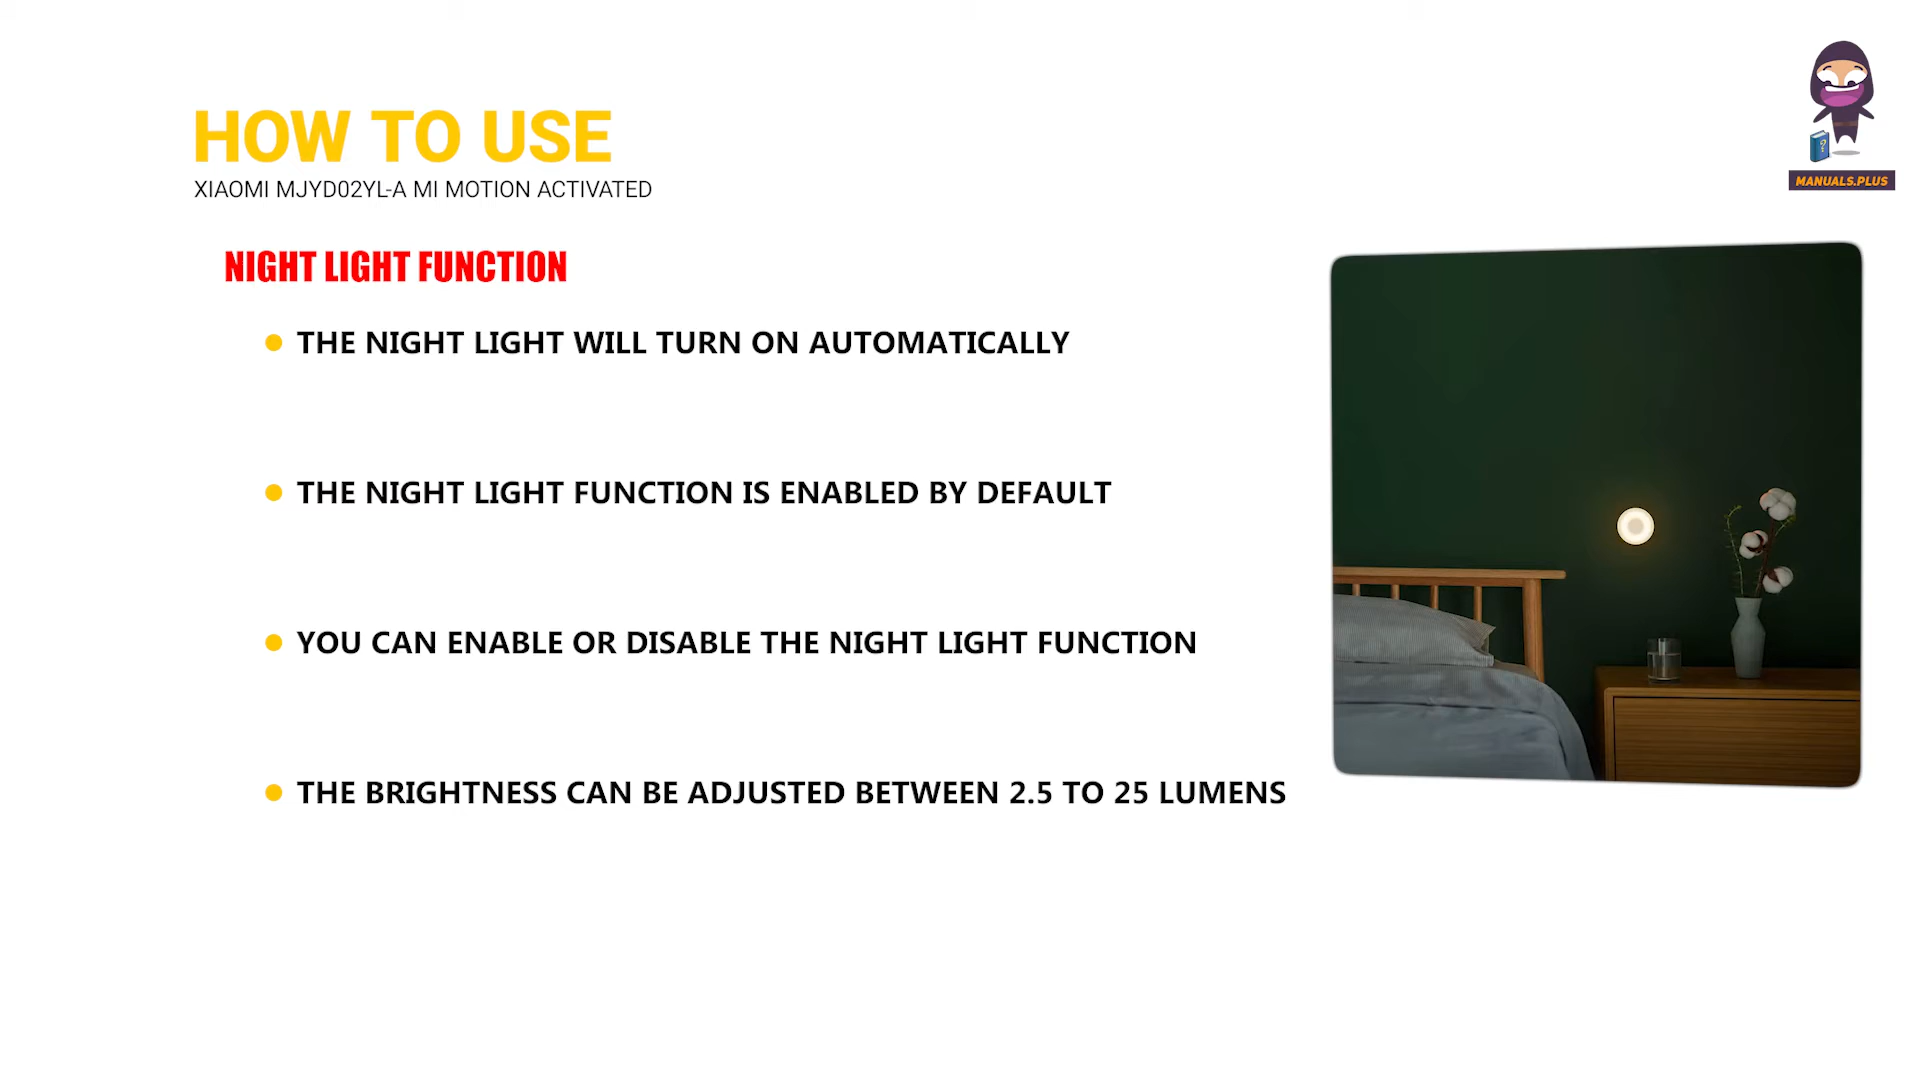 HOW TO USE
XIAOMI MJYD02YL-A MI MOTION ACTIVATED
MANUALS.PLUS
NIGHT LIGHT FUNCTION
THE NIGHT LIGHT WILL TURN ON AUTOMATICALLY
THE NIGHT LIGHT FUNCTION IS ENABLED BY DEFAULT
YOU CAN ENABLE OR DISABLE THE NIGHT LIGHT FUNCTION
THE BRIGHTNESS CAN BE ADJUSTED BETWEEN 2.5 TO 25 LUMENS